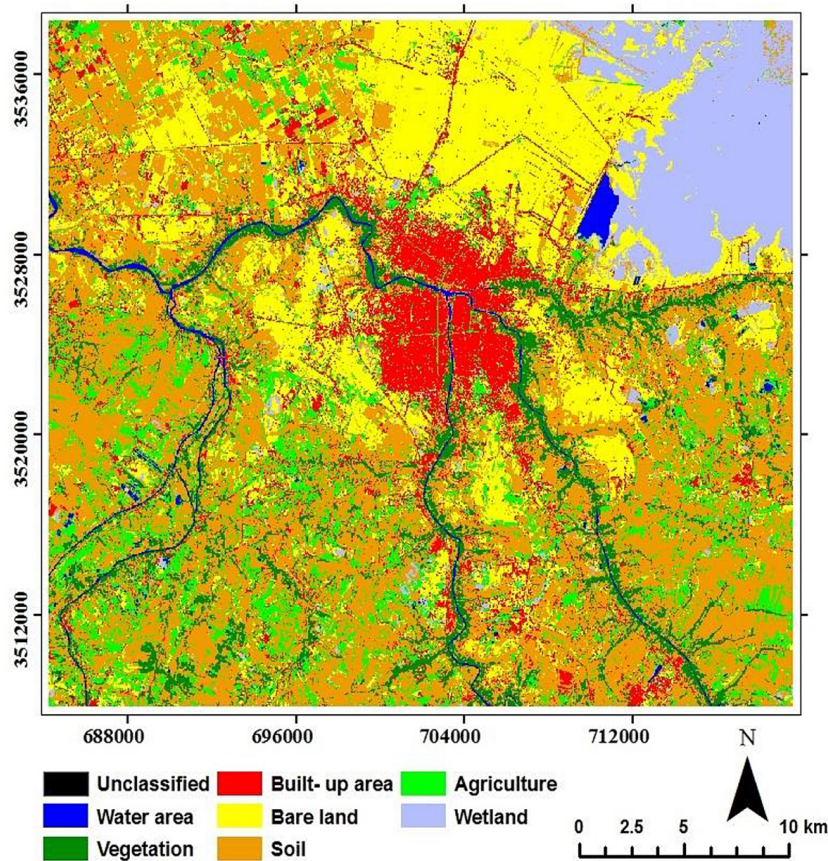 3536000
3528000
3520000
3512000
688000 696000 704000 712000
N
Unclassified Built- up area Agriculture
Water area Bare land Wetland
Vegetation Soil
0 2.5 5 10 km